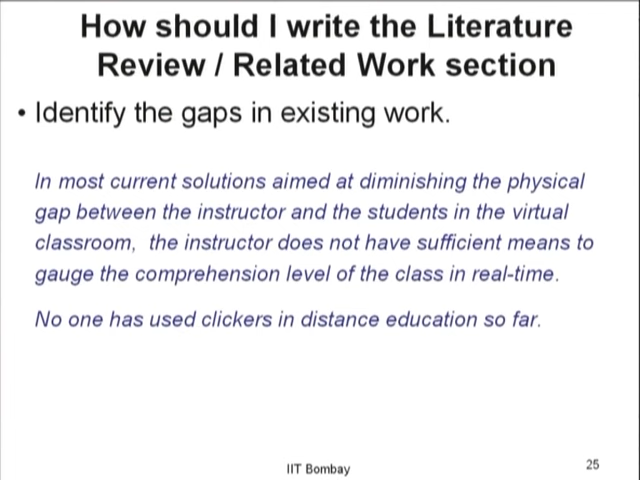 How should I write the Literature
Review / Related Work section
• Identify the gaps in existing work.
In most current solutions aimed at diminishing the physical
gap between the instructor and the students in the virtual
classroom, the instructor does not have sufficient means to
gauge the comprehension level of the class in real-time.
No one has used clickers in distance education so far.
IIT Bombay
25